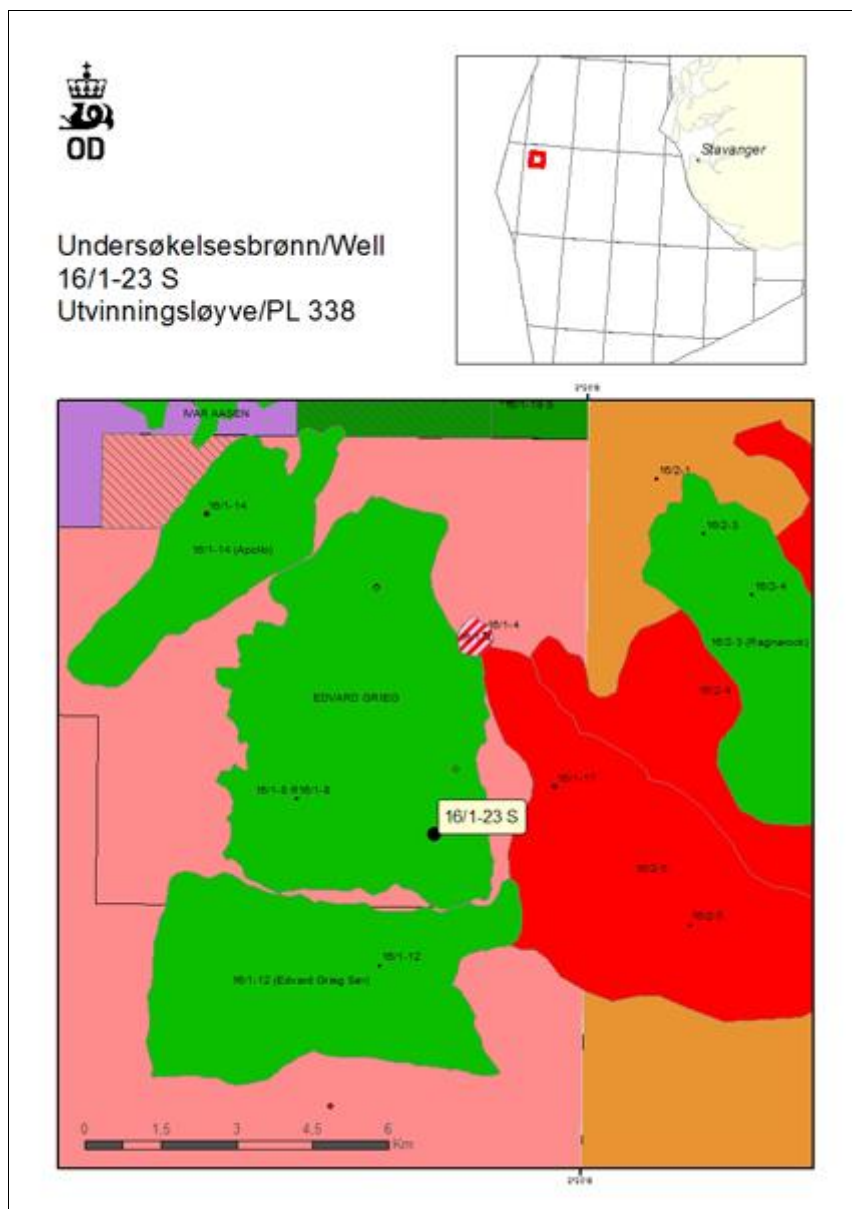 OD
Undersøkelsesbrønn/Well
16/1-23 S
Utvinningsløyve/PL 338
Stavanger
IVAR AASEN
16/1-14
16/1-14 (Apollo)
16/2-1
16/2-3
16/2-4
16/2-3 (Ragnarock)
16/1-4
EDVARD GRIEG
16/1-8
16/1-23 S
16/2-5
16/1-12
16/1-12 (Edvard Grieg Sør)
0 1.5 3 4.5 6
Km